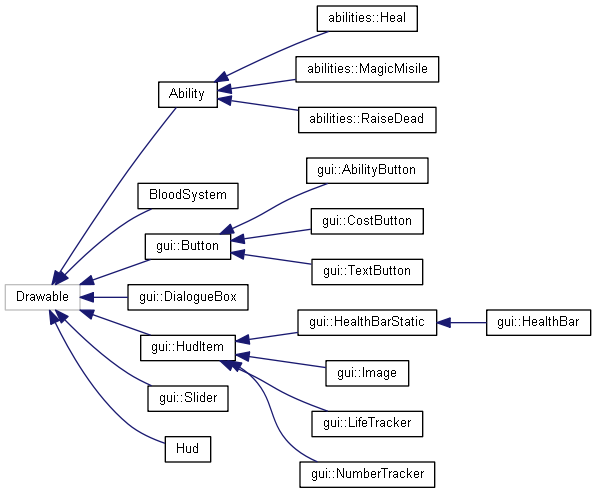 abilities::Heal
abilities::MagicMisile
Ability
abilities::RaiseDead
gui::AbilityButton
BloodSystem
gui::CostButton
gui::Button
gui::TextButton
Drawable
gui::DialogueBox
gui::HealthBarStatic
gui::HealthBar
gui::HudItem
gui::Image
gui::Slider
gui::LifeTracker
Hud
gui::NumberTracker